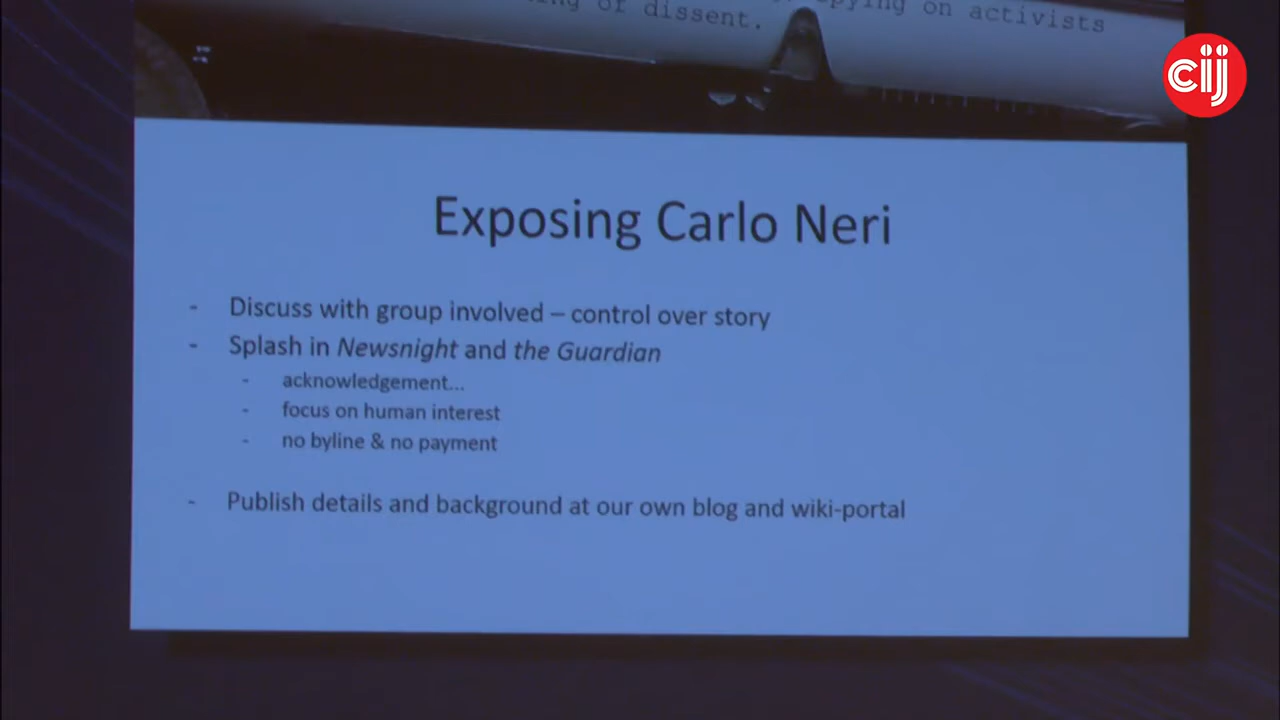 of dissent.
on activists
cij
Exposing Carlo Neri
- Discuss with group involved – control over story
- Splash in Newsnight and the Guardian
- acknowledgement...
- focus on human interest
- no byline & no payment
- Publish details and background at our own blog and wiki-portal